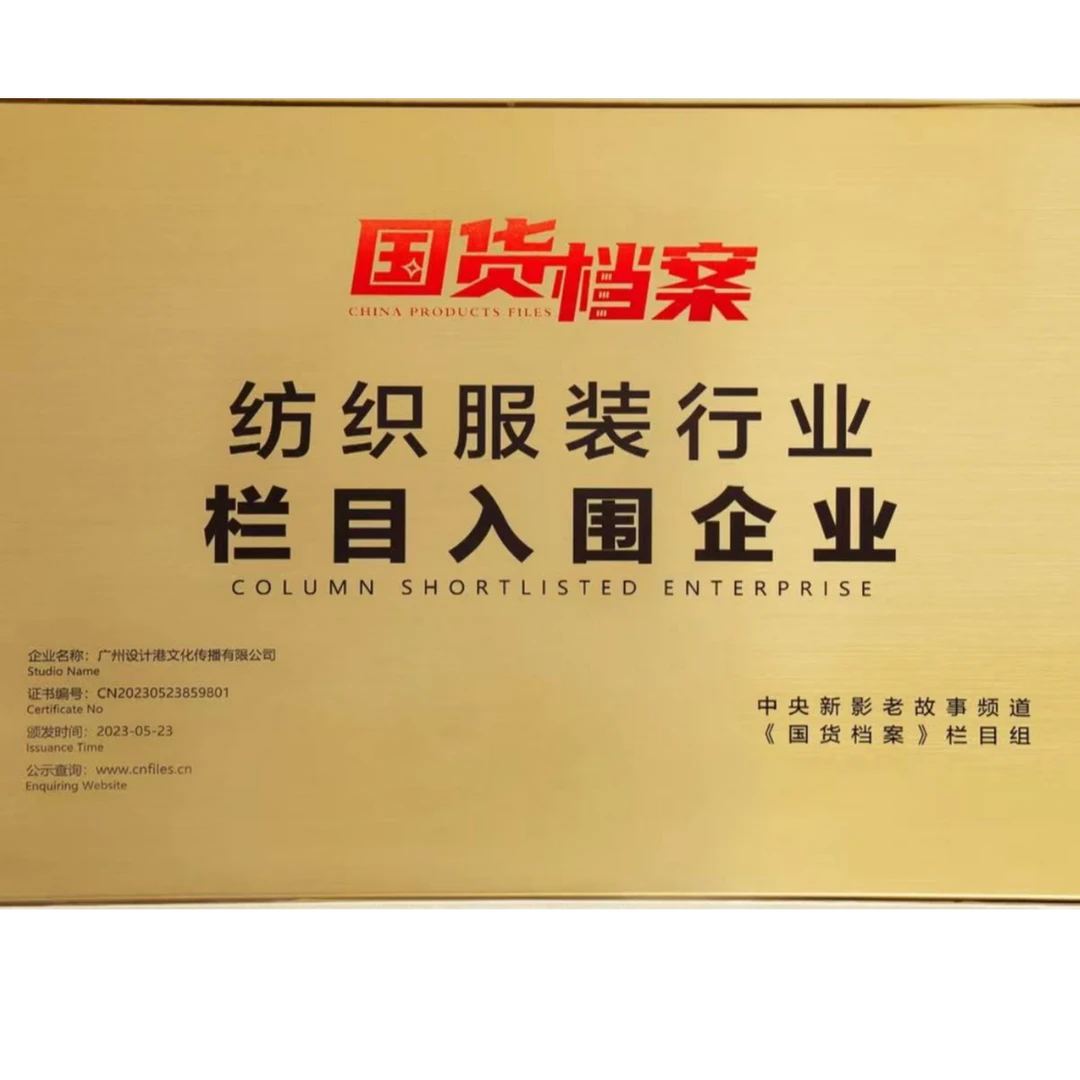 国货档案
CHINA PRODUCTS FILES
纺织服装行业
栏目入围企业
COLUMN SHORTLISTED ENTERPRISE
企业名称：广州设计港文化传播有限公司
Studio Name
证书编号：CN20230523859801
Certificate No
颁发时间：2023-05-23
Issuance Time
公示查询：www.cnfiles.cn
Enquiring Website
中央新影老故事频道
《国货档案》栏目组